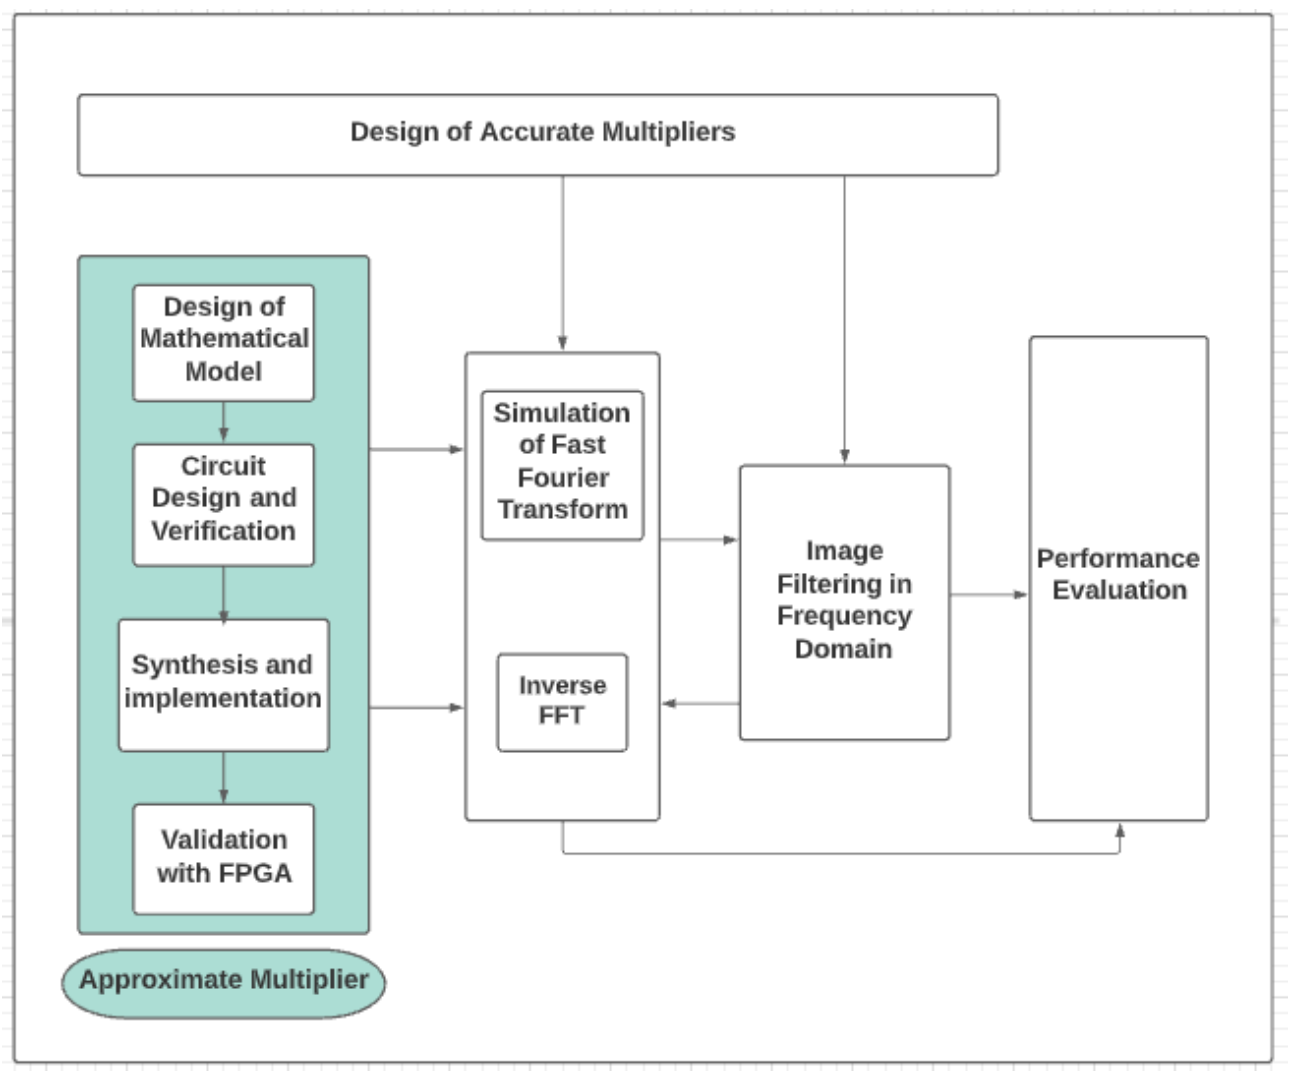 Design of Accurate Multipliers
Design of
Mathematical
Model
Circuit
Design and
Verification
Synthesis and
implementation
Validation
with FPGA
Approximate Multiplier
Simulation
of Fast
Fourier
Transform
Inverse
FFT
Image
Filtering in
Frequency
Domain
Performance
Evaluation